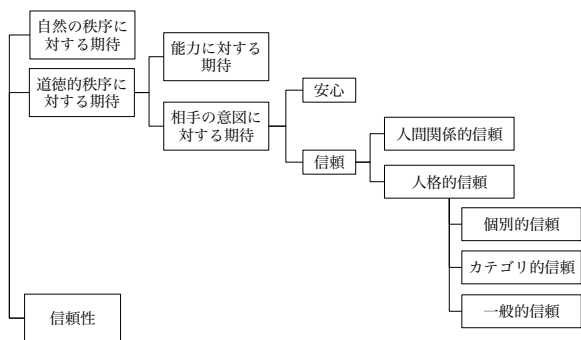 自然の秩序に
対する期待
道徳的秩序に
対する期待
能力に対する
期待
相手の意図に
対する期待
安心
信頼
人間関係的信頼
人格的信頼
個別的信頼
カテゴリ的信頼
一般的信頼
信頼性